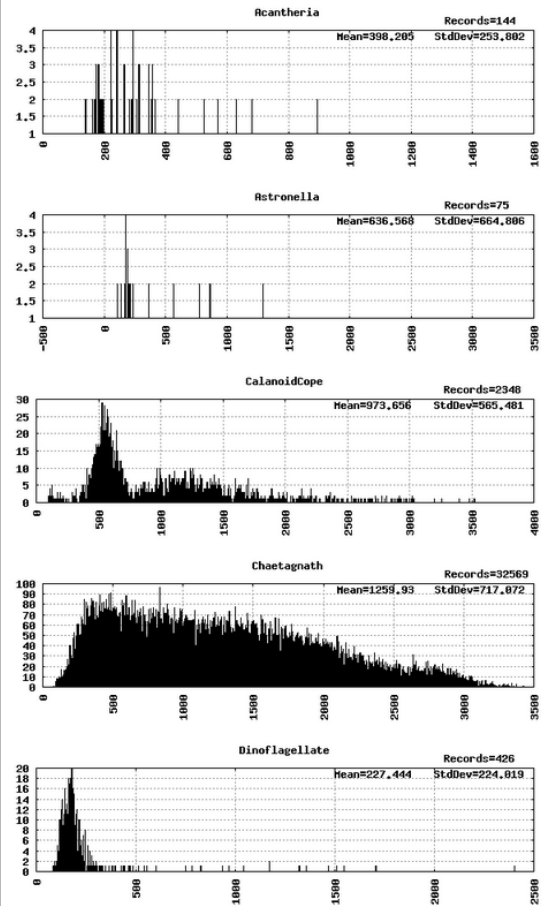 Acantheria
Records=144
Mean=398.205 StdDev=253.802
4
3.5
3
2.5
2
1.5
1
0 200 400 600 800 1000 1200 1400 1600
Astronella
Records=75
Mean=636.568 StdDev=664.806
4
3.5
3
2.5
2
1.5
1
-500 0 500 1000 1500 2000 2500 3000 3500
CalanoidCope
Records=2348
Mean=973.656 StdDev=565.481
30
25
20
15
10
5
0
0 500 1000 1500 2000 2500 3000 3500 4000
Chaetagnath
Records=32569
Mean=1259.93 StdDev=717.072
100
90
80
70
60
50
40
30
20
10
0
0 500 1000 1500 2000 2500 3000 3500
Dinoflagellate
Records=426
Mean=227.444 StdDev=224.019
20
18
16
14
12
10
8
6
4
2
0
0 500 1000 1500 2000 2500